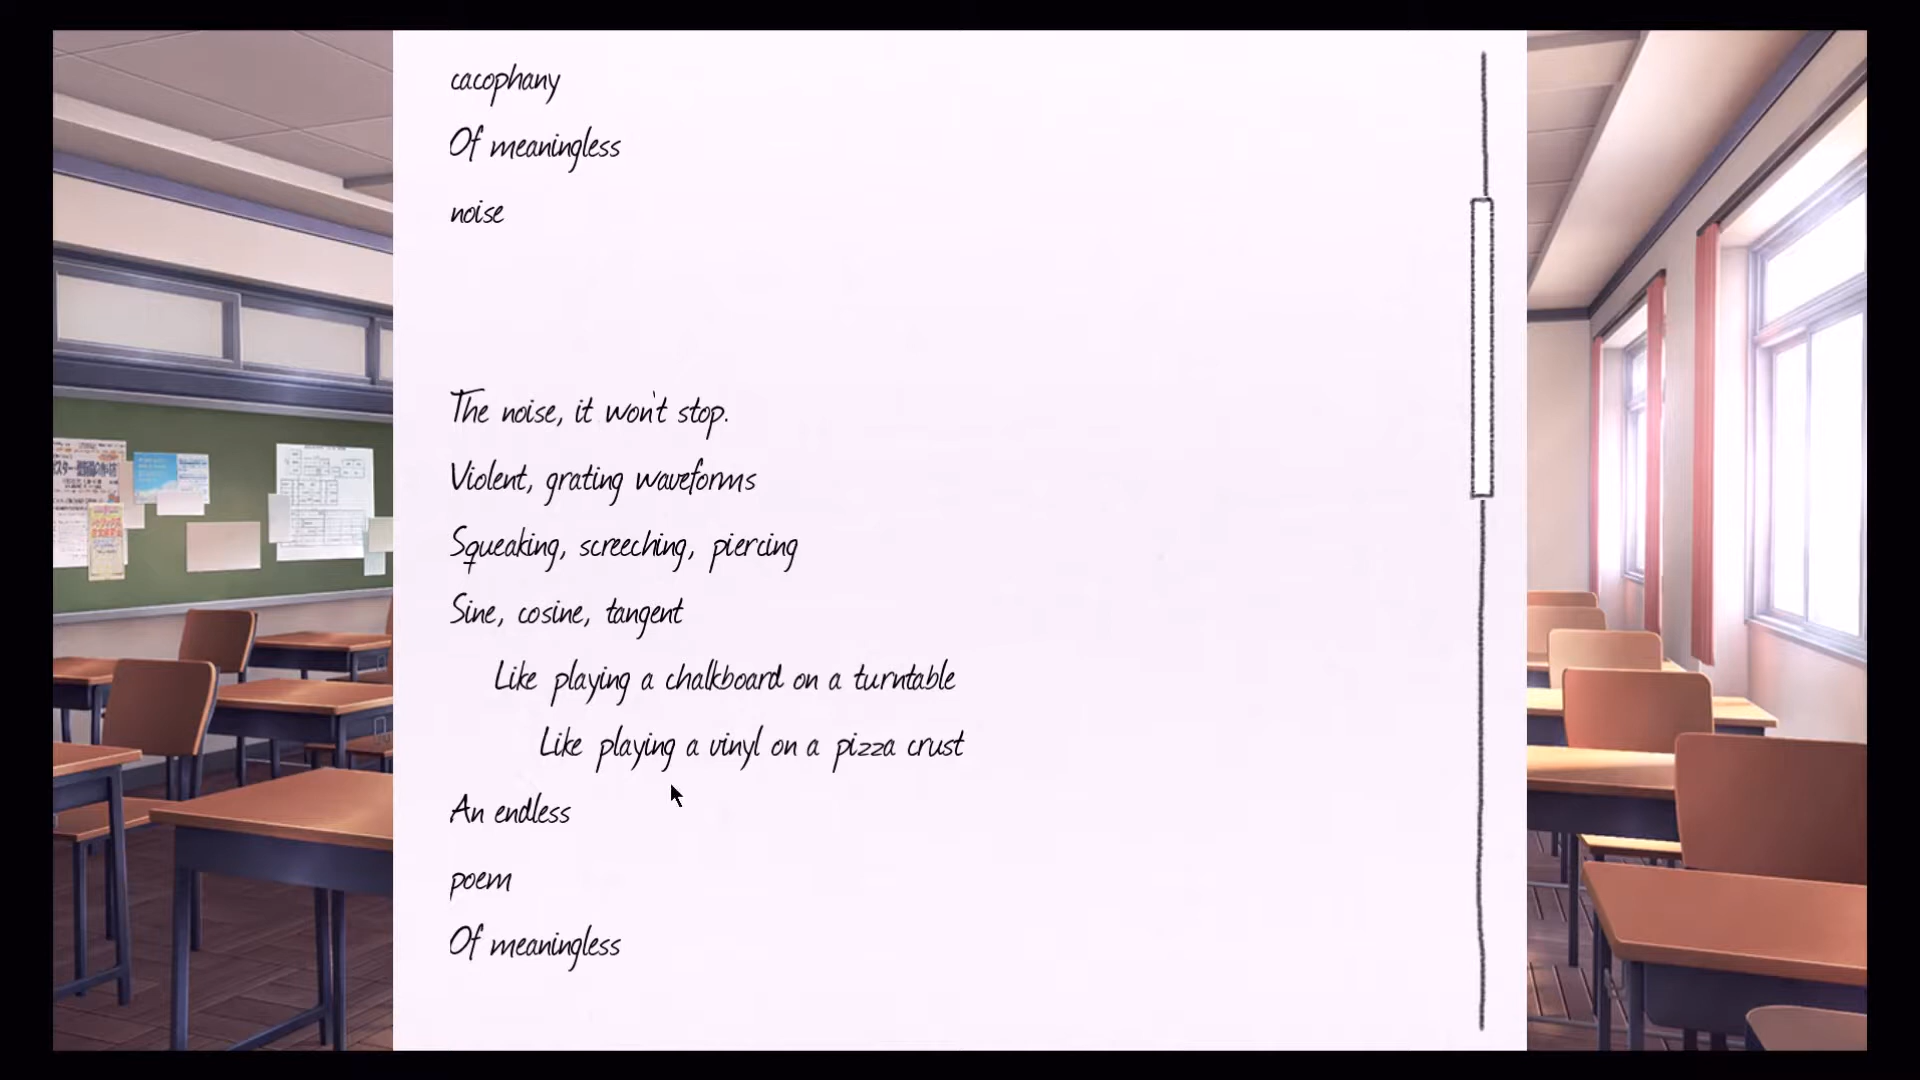 cacophany
Of meaningless
noise
The noise, it won't stop.
Violent, grating waveforms
Squeaking, screeching, piercing
Sine, cosine, tangent
Like playing a chalkboard on a turntable
Like playing a vinyl on a pizza crust
An endless
poem
Of meaningless